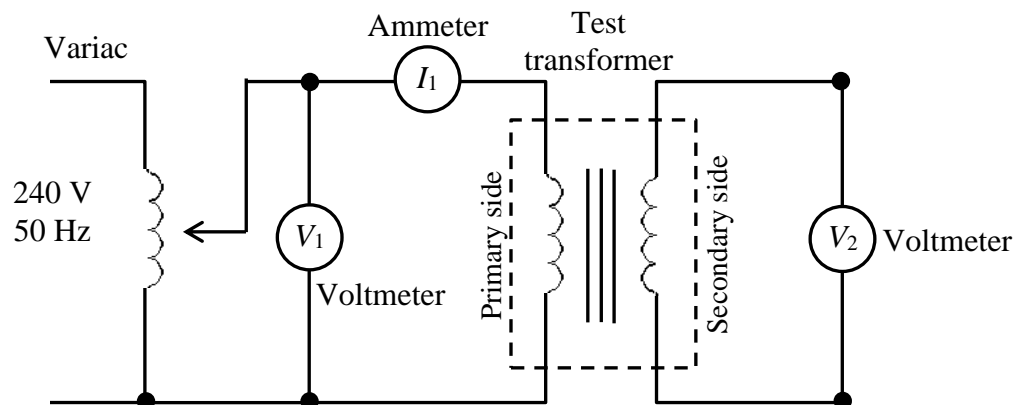 Variac
Ammeter
Test
transformer
I1
240 V
50 Hz
V1
Voltmeter
Primary side
Secondary side
V2
Voltmeter